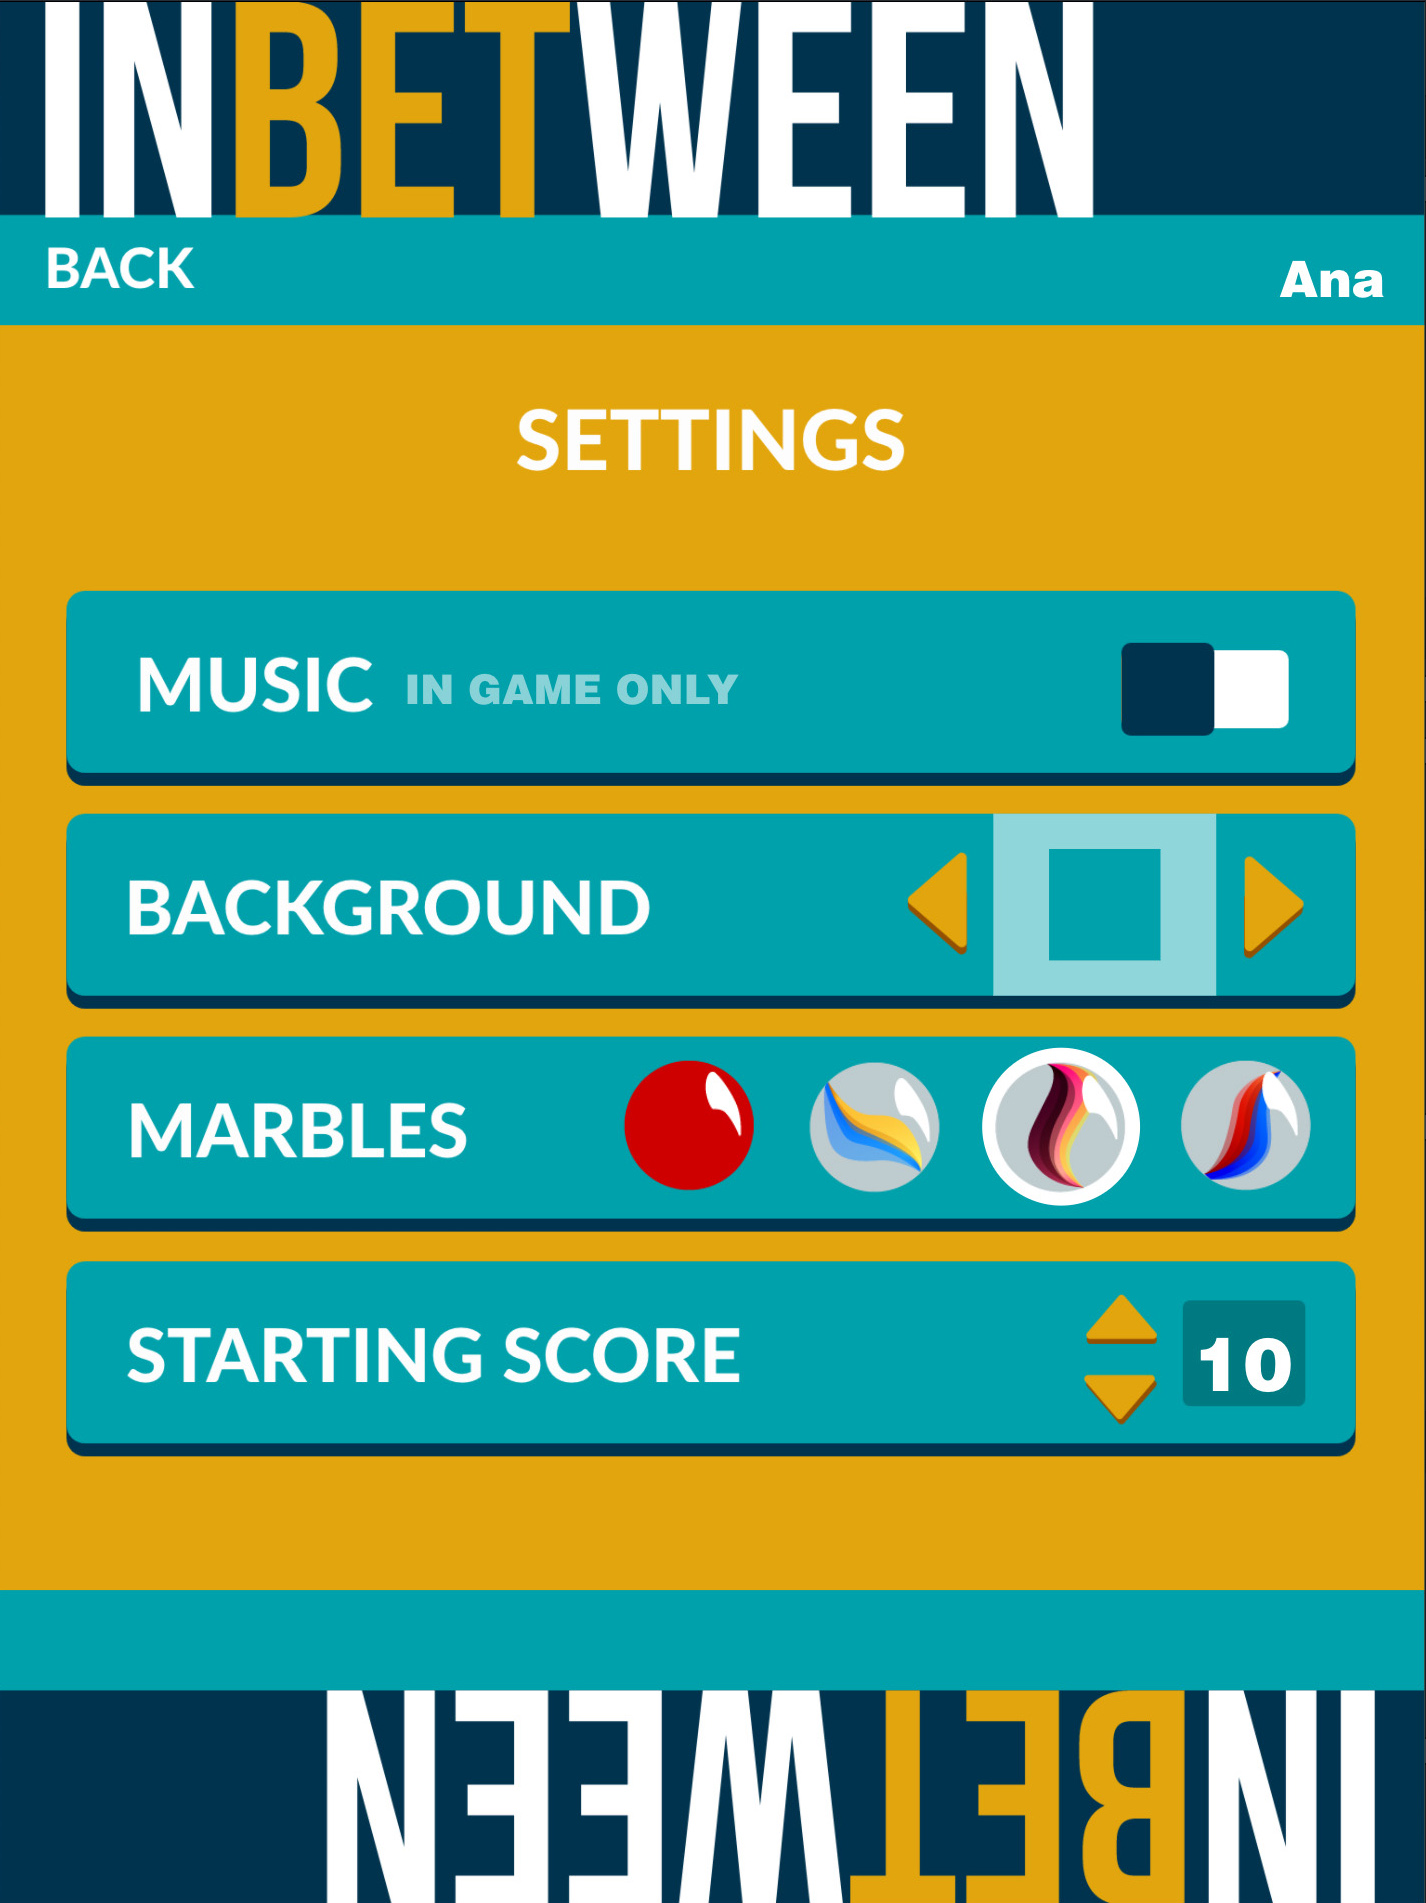 INBETWEEN
BACK
Ana
SETTINGS
MUSIC IN GAME ONLY
BACKGROUND
MARBLES
STARTING SCORE 10
INBETWEEN